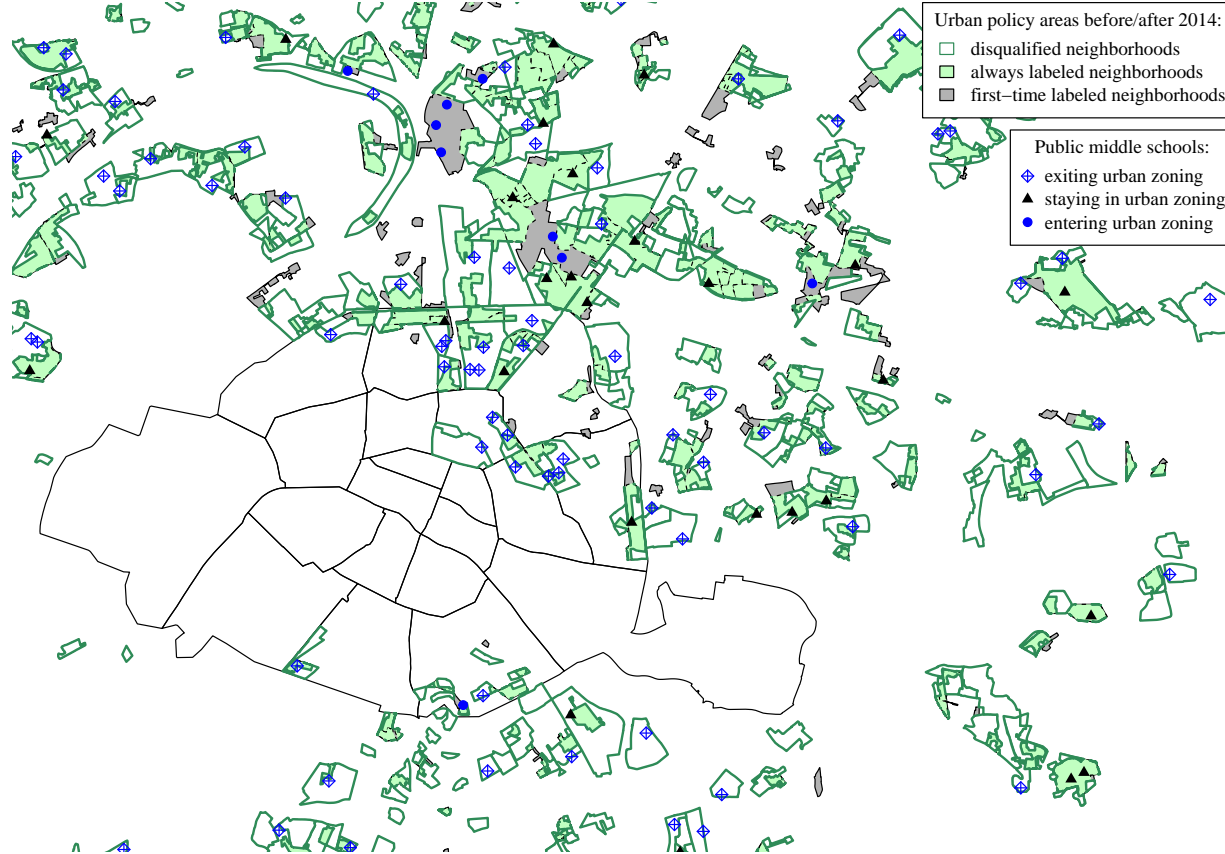 Urban policy areas before/after 2014:
disqualified neighborhoods
always labeled neighborhoods
first−time labeled neighborhoods
Public middle schools:
exiting urban zoning
staying in urban zoning
entering urban zoning